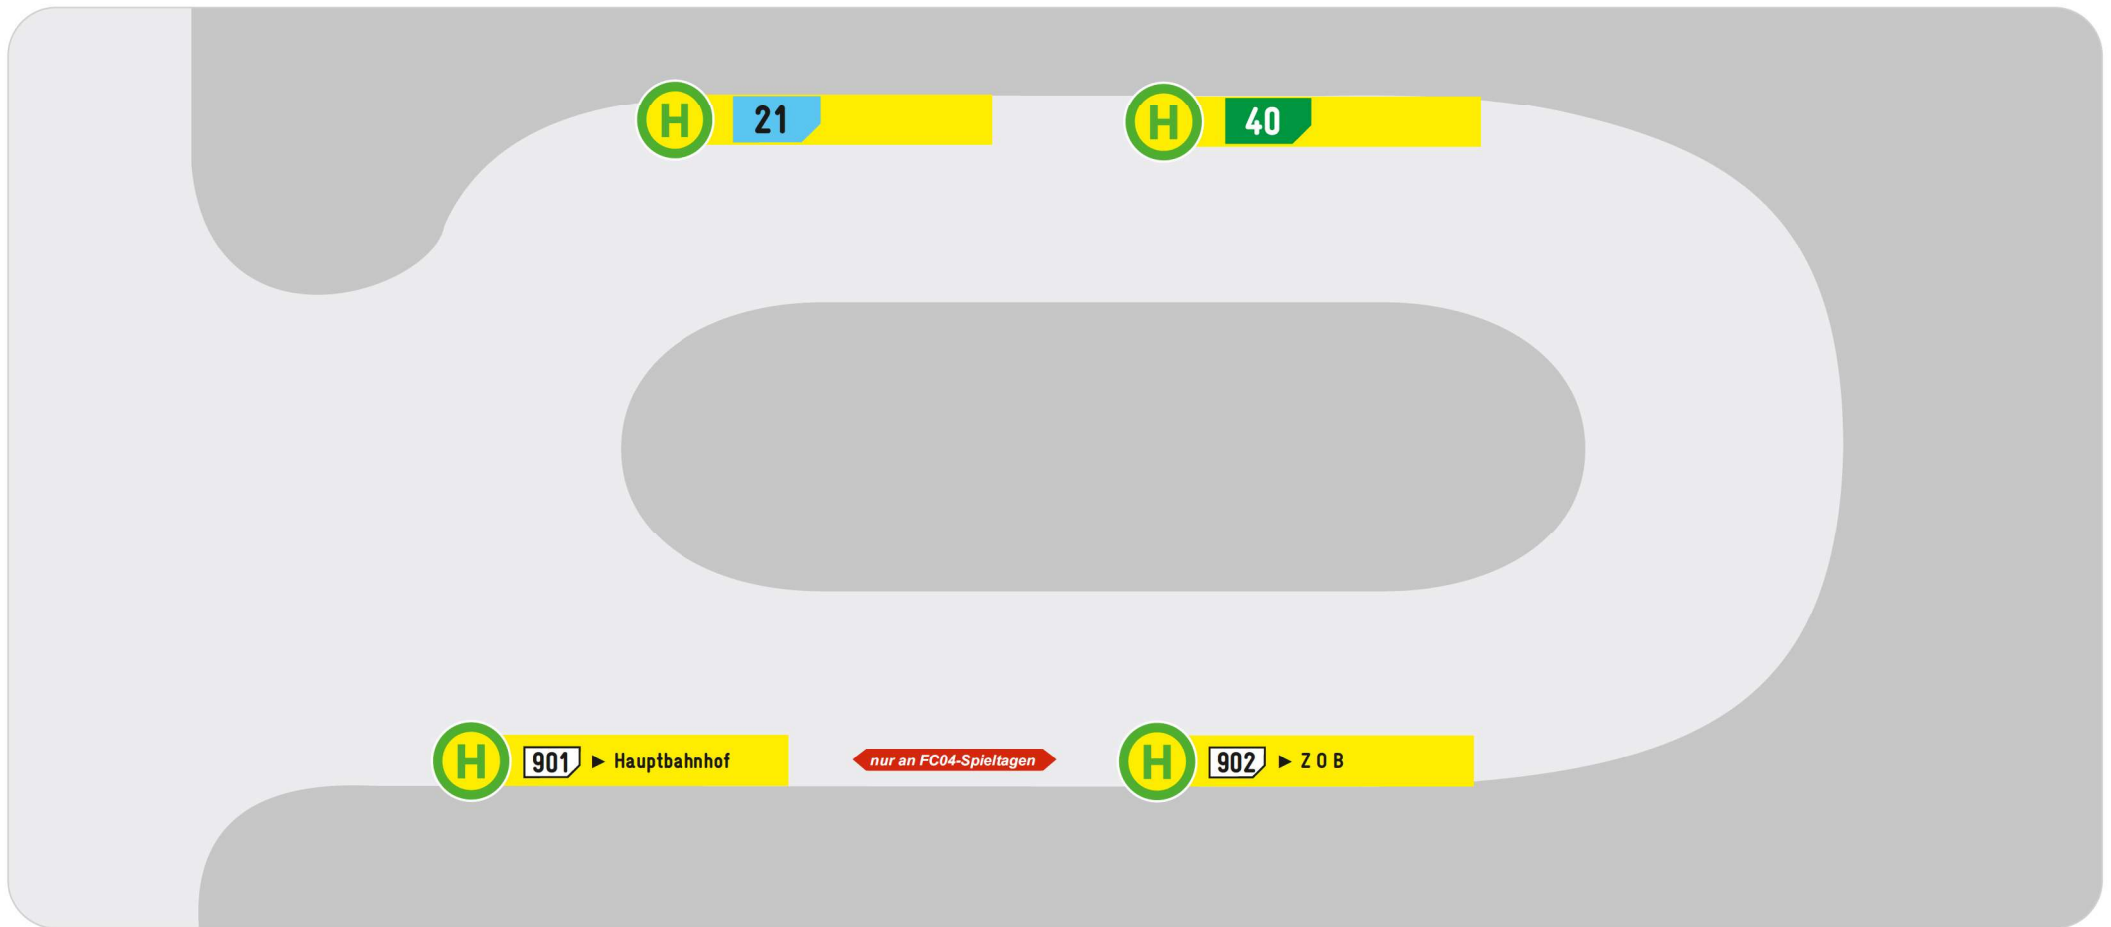 H 21
H 40
H 901 ► Hauptbahnhof
nur an FC04-Spieltagen
H 902 ► Z O B